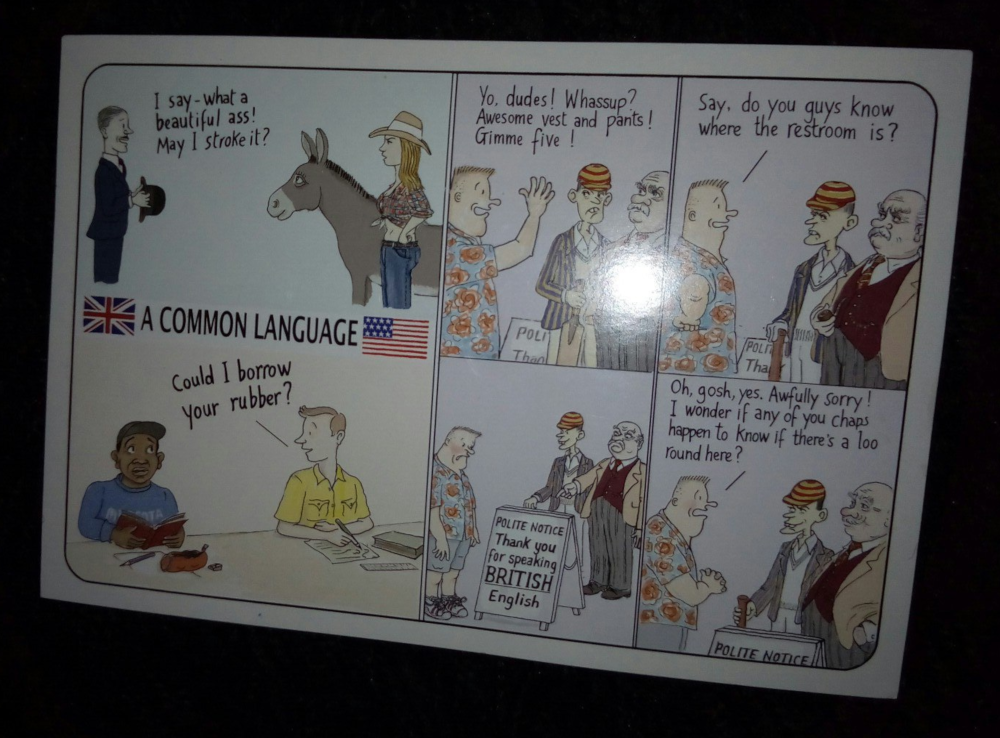 I say - what a
beautiful ass!
May I stroke it?
A COMMON LANGUAGE
Could I borrow
your rubber?
Yo, dudes! Whassup?
Awesome vest and pants!
Gimme five!
POLI
Than
Say, do you guys know
where the restroom is?
POLIT
Tha
POLITE NOTICE
Thank you
for speaking
BRITISH
English
Oh, gosh, yes. Awfully sorry!
I wonder if any of you chaps
happen to know if there's a loo
round here?
POLITE NOTICE